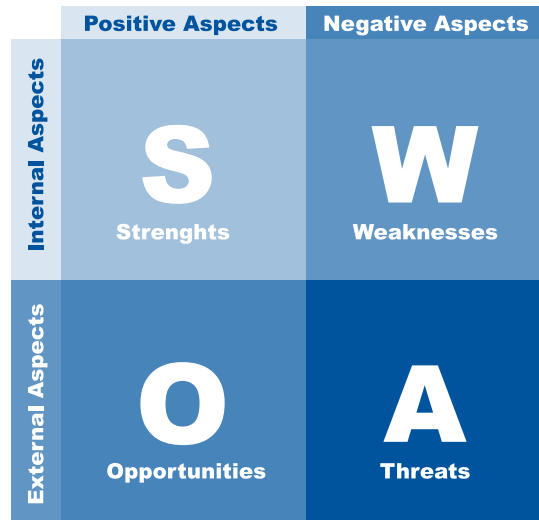 Positive Aspects
Negative Aspects
Internal Aspects
S
Strenghts
W
Weaknesses
External Aspects
O
Opportunities
A
Threats